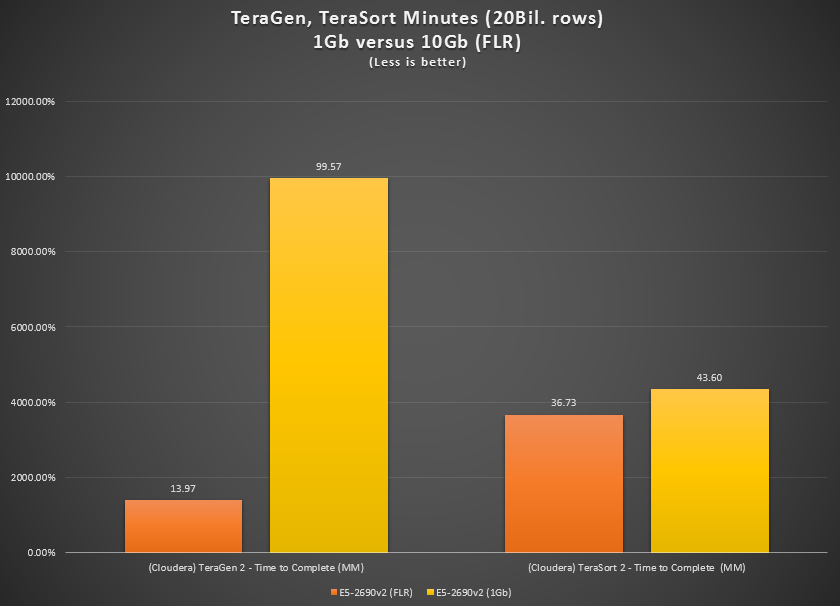 TeraGen, TeraSort Minutes (20Bil. rows)
1Gb versus 10Gb (FLR)
(Less is better)
12000.00%
10000.00%
8000.00%
6000.00%
4000.00%
2000.00%
0.00%
13.97
99.57
36.73
43.60
(Cloudera) TeraGen 2 - Time to Complete (MM)
(Cloudera) TeraSort 2 - Time to Complete (MM)
E5-2690v2 (FLR)
E5-2690v2 (1Gb)